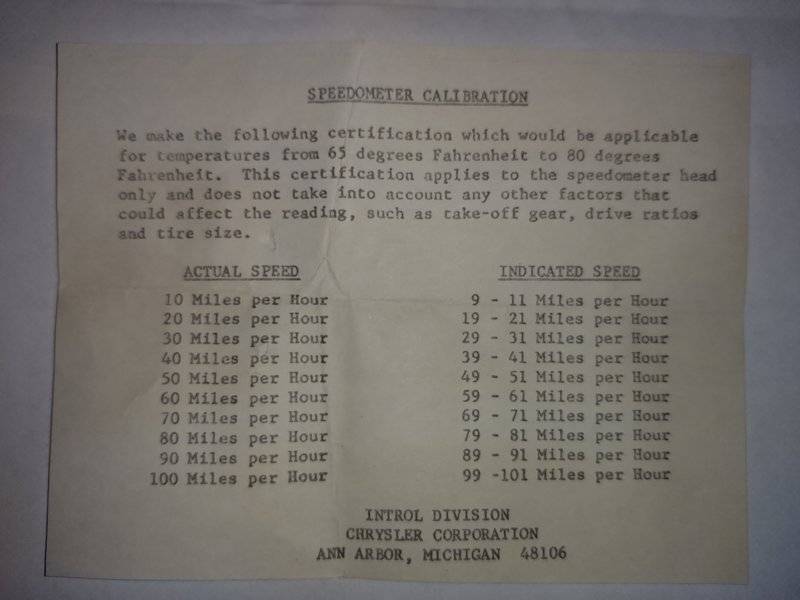 SPEEDOMETER CALIBRATION
We make the following certification which would be applicable
for temperatures from 65 degrees Fahrenheit to 80 degrees
Fahrenheit. This certification applies to the speedometer head
only and does not take into account any other factors that
could affect the reading, such as take-off gear, drive ratios
and tire size.
ACTUAL SPEED INDICATED SPEED
10 Miles per Hour 9 - 11 Miles per Hour
20 Miles per Hour 19 - 21 Miles per Hour
30 Miles per Hour 29 - 31 Miles per Hour
40 Miles per Hour 39 - 41 Miles per Hour
50 Miles per Hour 49 - 51 Miles per Hour
60 Miles per Hour 59 - 61 Miles per Hour
70 Miles per Hour 69 - 71 Miles per Hour
80 Miles per Hour 79 - 81 Miles per Hour
90 Miles per Hour 89 - 91 Miles per Hour
100 Miles per Hour 99 -101 Miles per Hour
INTROL DIVISION
CHRYSLER CORPORATION
ANN ARBOR, MICHIGAN 48106